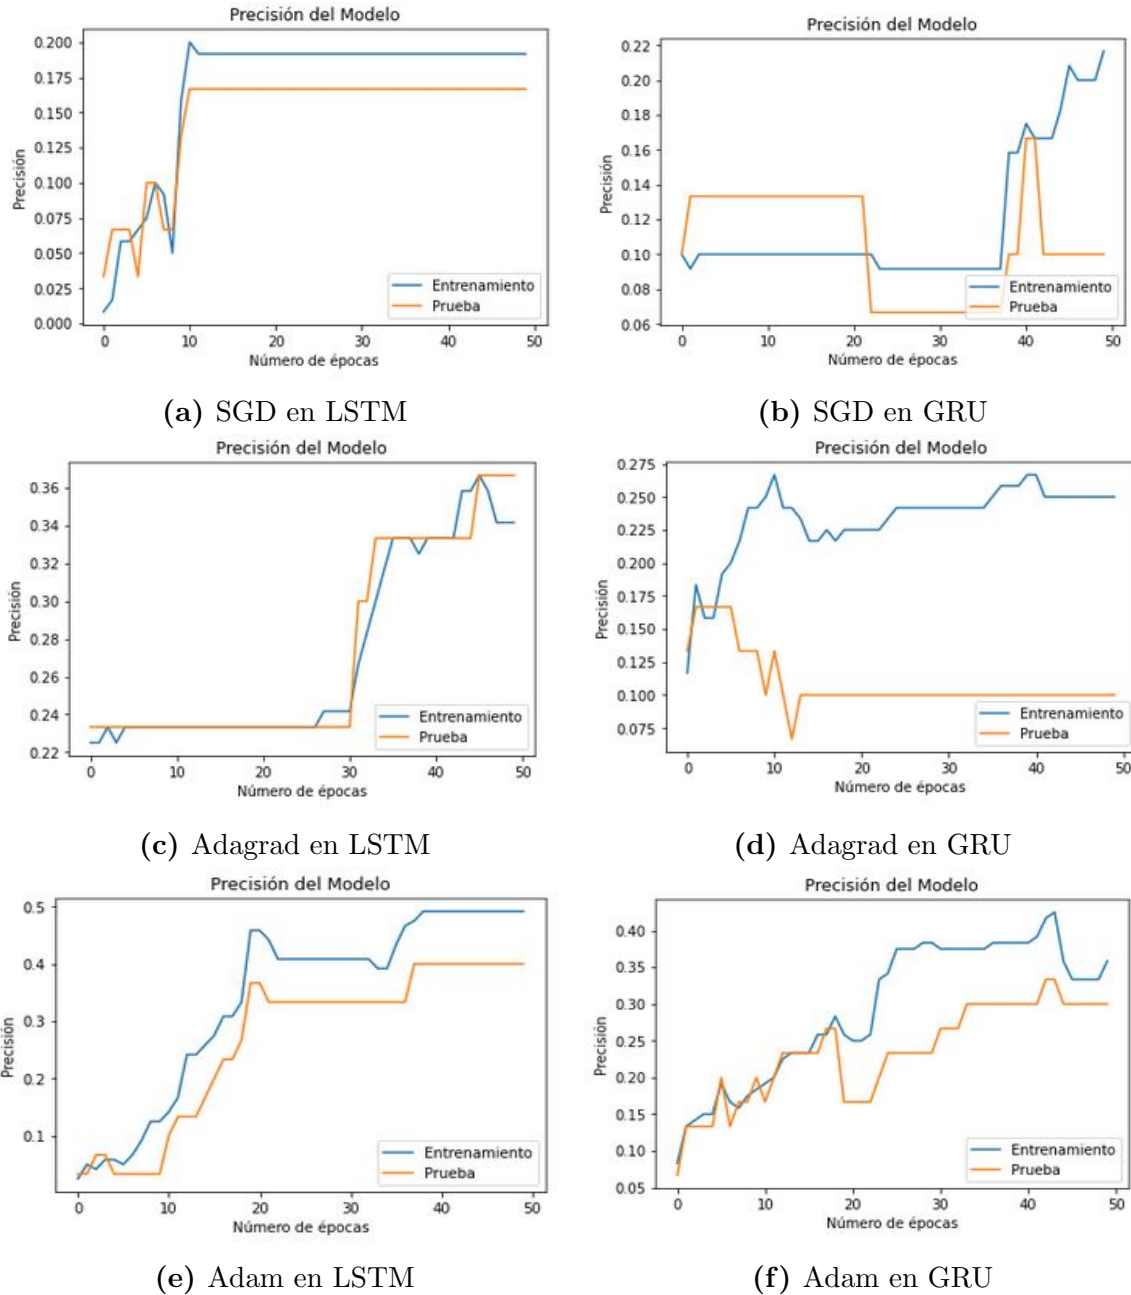 Precisión del Modelo
Precisión
0.200
0.175
0.150
0.125
0.100
0.075
0.050
0.025
0.000
Entrenamiento
Prueba
0 10 20 30 40 50
Número de épocas
(a) SGD en LSTM
Precisión del Modelo
Precisión
0.22
0.20
0.18
0.16
0.14
0.12
0.10
0.08
0.06
Entrenamiento
Prueba
0 10 20 30 40 50
Número de épocas
(b) SGD en GRU
Precisión del Modelo
Precisión
0.36
0.34
0.32
0.30
0.28
0.26
0.24
0.22
Entrenamiento
Prueba
0 10 20 30 40 50
Número de épocas
(c) Adagrad en LSTM
Precisión del Modelo
Precisión
0.275
0.250
0.225
0.200
0.175
0.150
0.125
0.100
0.075
Entrenamiento
Prueba
0 10 20 30 40 50
Número de épocas
(d) Adagrad en GRU
Precisión del Modelo
Precisión
0.5
0.4
0.3
0.2
0.1
Entrenamiento
Prueba
0 10 20 30 40 50
Número de épocas
(e) Adam en LSTM
Precisión del Modelo
Precisión
0.40
0.35
0.30
0.25
0.20
0.15
0.10
0.05
Entrenamiento
Prueba
0 10 20 30 40 50
Número de épocas
(f) Adam en GRU